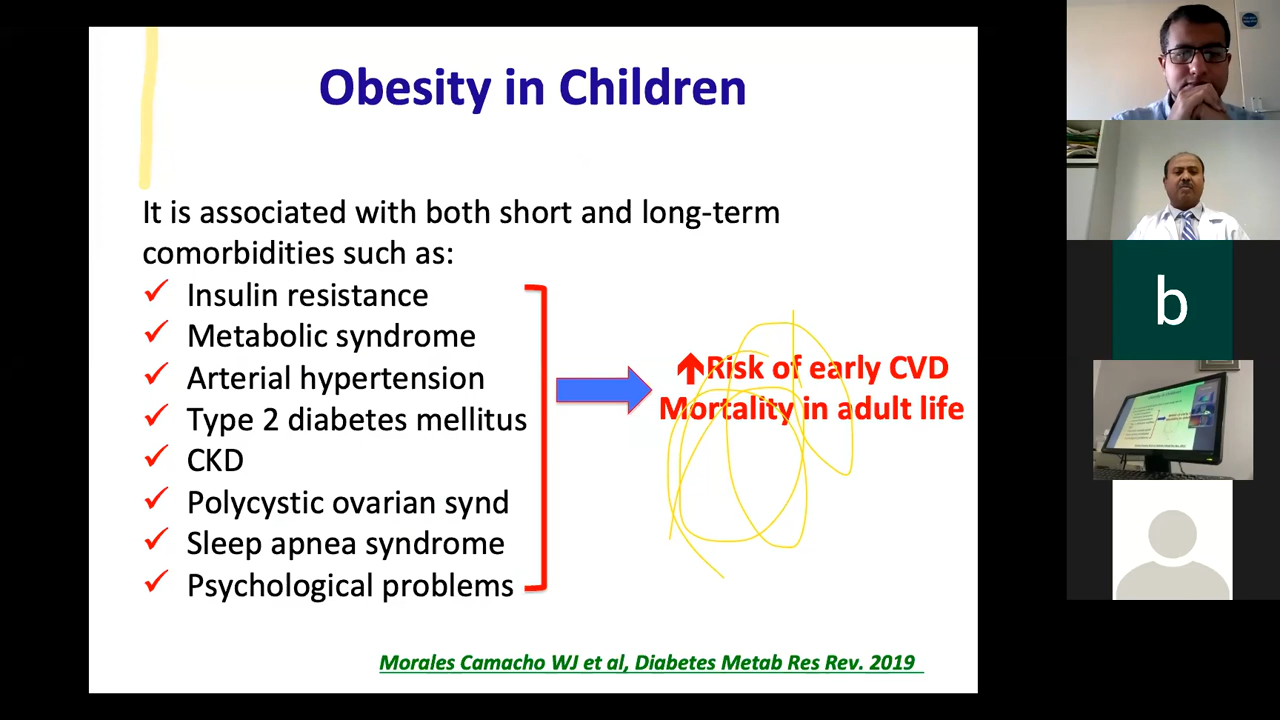 Obesity in Children
It is associated with both short and long-term
comorbidities such as:
✓ Insulin resistance
✓ Metabolic syndrome
✓ Arterial hypertension
✓ Type 2 diabetes mellitus
✓ CKD
✓ Polycystic ovarian synd
✓ Sleep apnea syndrome
✓ Psychological problems
↑Risk of early CVD
Mortality in adult life
Morales Camacho WJ et al, Diabetes Metab Res Rev. 2019
b